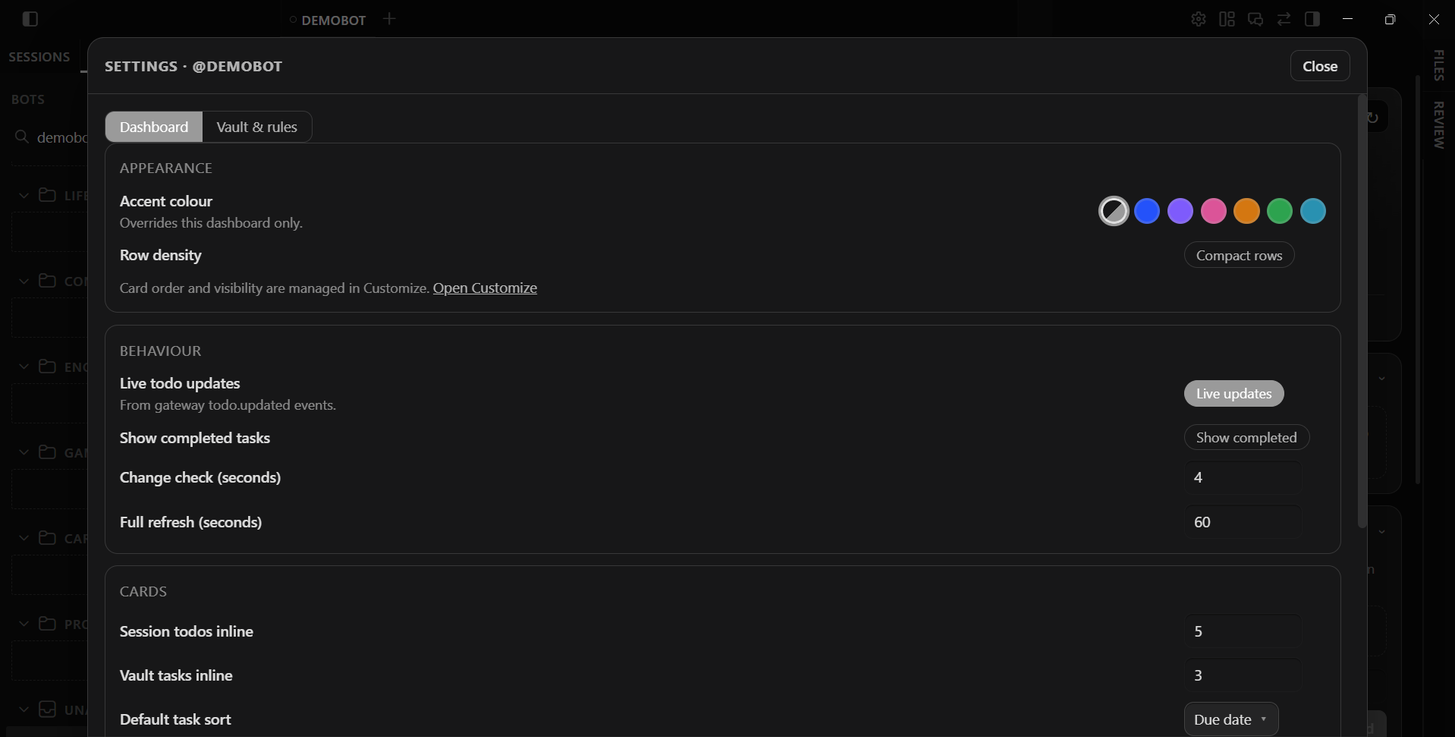 DEMOBOT
SESSIONS
SETTINGS · @DEMOBOT
Close
FILES
REVIEW
BOTS
Dashboard
Vault & rules
APPEARANCE
Accent colour
Overrides this dashboard only.
Row density
Compact rows
Card order and visibility are managed in Customize. Open Customize
BEHAVIOUR
Live todo updates
From gateway todo.updated events.
Live updates
Show completed tasks
Show completed
Change check (seconds)
4
Full refresh (seconds)
60
CARDS
Session todos inline
5
Vault tasks inline
3
Default task sort
Due date